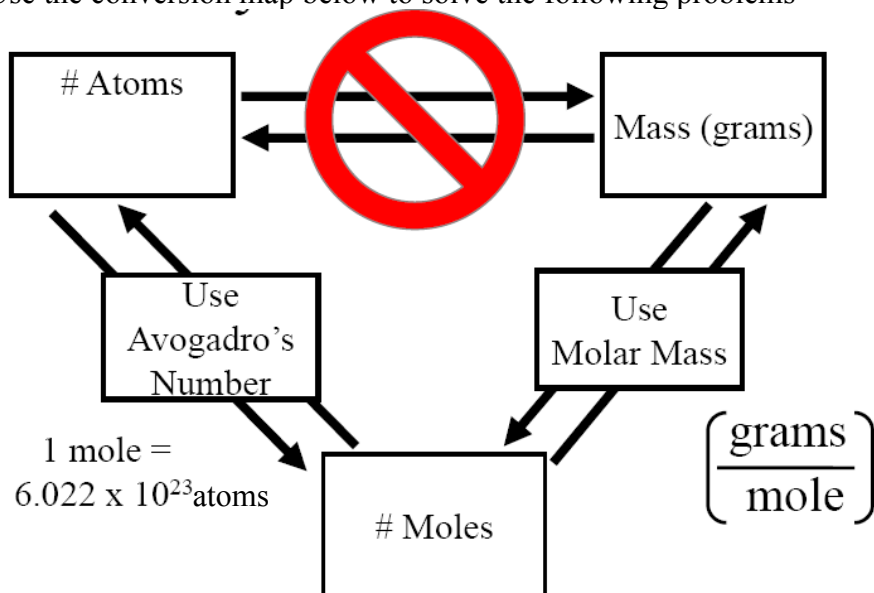 Use the conversion map below to solve the following problems
# Atoms
Mass (grams)
Use
Avogadro’s
Number
Use
Molar Mass
1 mole =
6.022 x 10²³atoms
grams
mole
# Moles